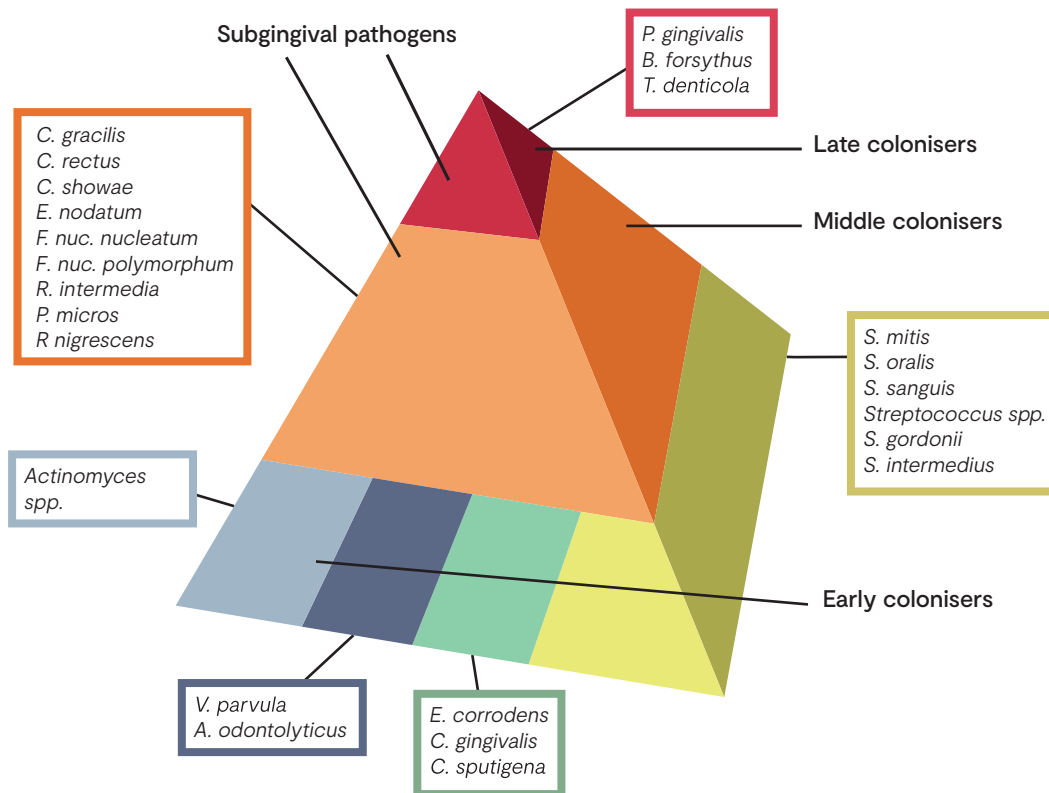 Subgingival pathogens
P. gingivalis
B. forsythus
T. denticola
C. gracilis
C. rectus
C. showae
E. nodatum
F. nuc. nucleatum
F. nuc. polymorphum
R. intermedia
P. micros
R nigrescens
Late colonisers
Middle colonisers
S. mitis
S. oralis
S. sanguis
Streptococcus spp.
S. gordonii
S. intermedius
Actinomyces
spp.
Early colonisers
V. parvula
A. odontolyticus
E. corrodens
C. gingivalis
C. sputigena